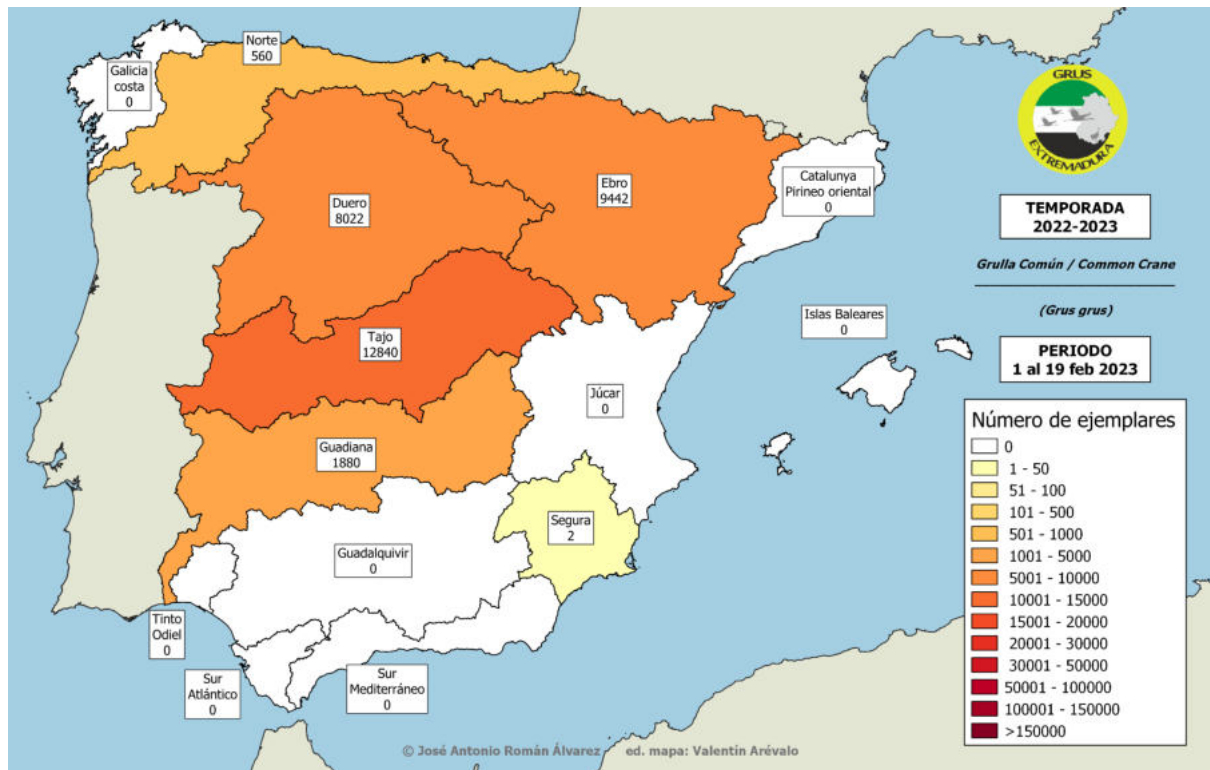 Norte
560
Galicia
costa
0
Duero
8022
Ebro
9442
Catalunya
Pirineo oriental
0
Tajo
12840
Islas Baleares
0
Júcar
0
Guadiana
1880
Segura
2
Guadalquivir
0
Tinto
Odiel
0
Sur
Atlántico
0
Sur
Mediterráneo
0
GRUS
EXTREMADURA
TEMPORADA
2022-2023
Grulla Común / Common Crane
(Grus grus)
PERIODO
1 al 19 feb 2023
Número de ejemplares
0
1 - 50
51 - 100
101 - 500
501 - 1000
1001 - 5000
5001 - 10000
10001 - 15000
15001 - 20000
20001 - 30000
30001 - 50000
50001 - 100000
100001 - 150000
>150000
© José Antonio Román Álvarez ed. mapa: Valentín Arévalo